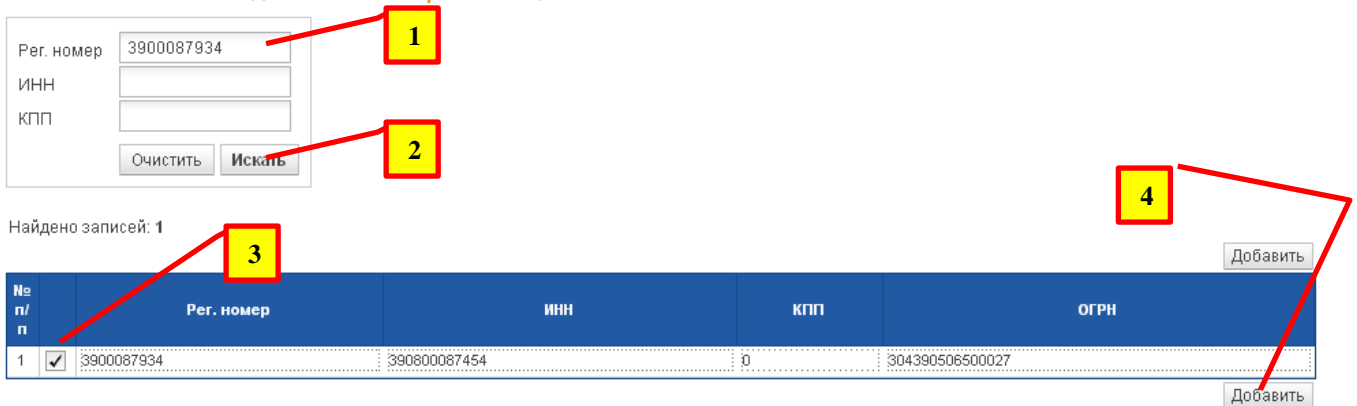 Рег. номер 3900087934 1
ИНН
КПП
Очистить Искать 2
4
Найдено записей: 1
3
Добавить
№ п/п Рег. номер ИНН КПП ОГРН
1 3900087934 390800087454 0 304390506500027
Добавить